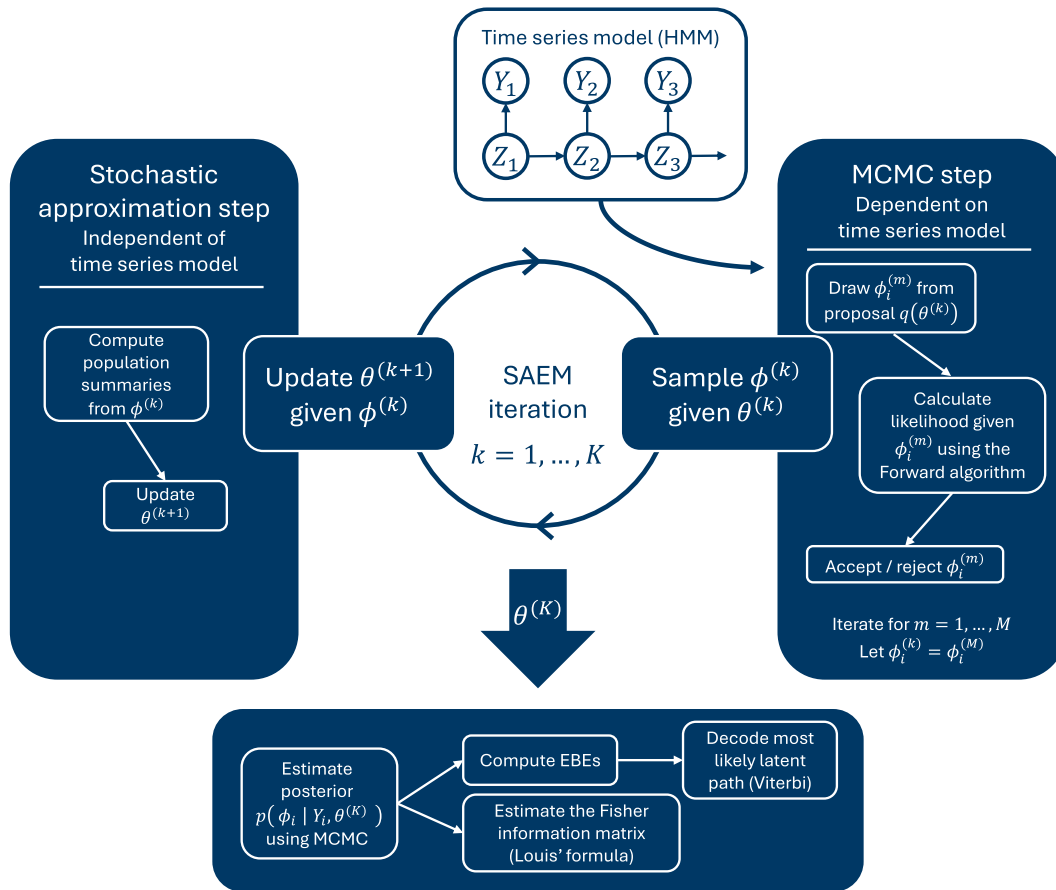 Time series model (HMM)
Y₁ Y₂ Y₃
Z₁ Z₂ Z₃
Stochastic
approximation step
Independent of
time series model
Compute
population
summaries
from ϕ⁽ᵏ⁾
Update
θ⁽ᵏ⁺¹⁾
Update θ⁽ᵏ⁺¹⁾
given ϕ⁽ᵏ⁾
SAEM
iteration
k = 1, … , K
Sample ϕ⁽ᵏ⁾
given θ⁽ᵏ⁾
MCMC step
Dependent on
time series model
Draw ϕᵢ⁽ᵐ⁾ from
proposal q(θ⁽ᵏ⁾)
Calculate
likelihood given
ϕᵢ⁽ᵐ⁾ using the
Forward algorithm
Accept / reject ϕᵢ⁽ᵐ⁾
Iterate for m = 1, … , M
Let ϕᵢ⁽ᵏ⁾ = ϕᵢ⁽ᴹ⁾
θ⁽ᴷ⁾
Estimate
posterior
p( ϕᵢ | Yᵢ, θ⁽ᴷ⁾ )
using MCMC
Compute EBEs
Decode most
likely latent
path (Viterbi)
Estimate the Fisher
information matrix
(Louis’ formula)